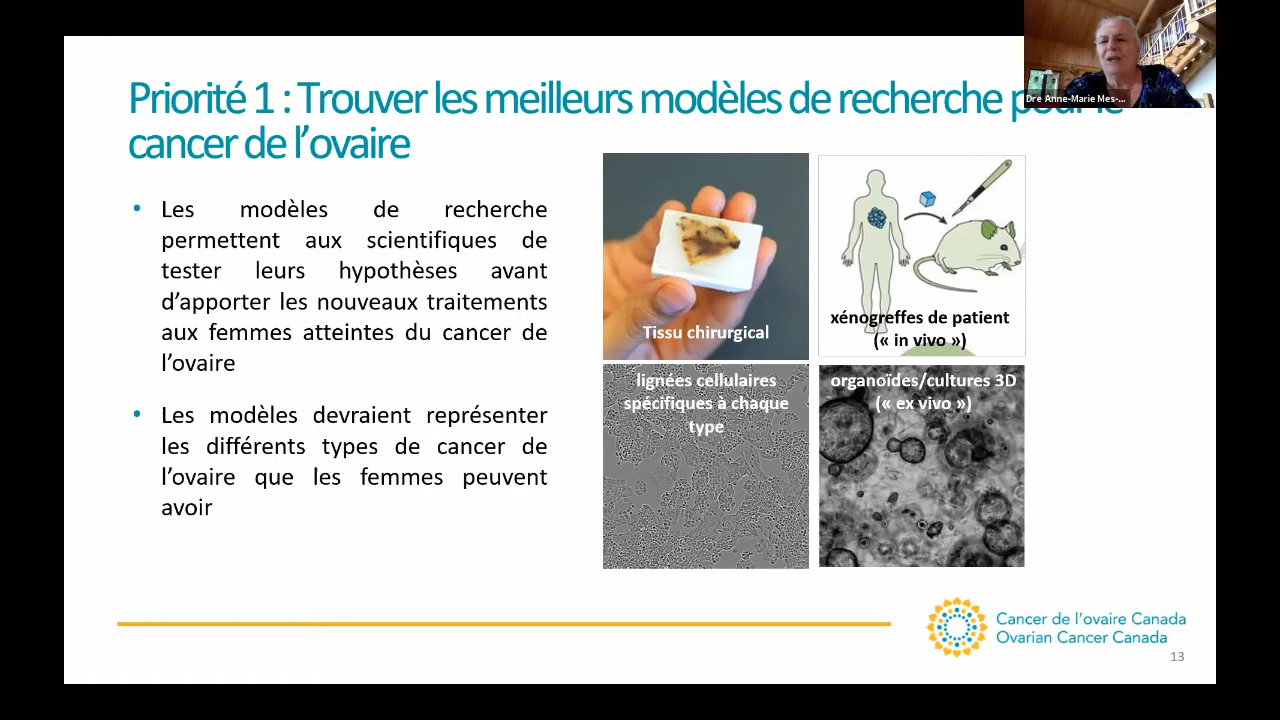 Priorité 1 : Trouver les meilleurs modèles de recherche pour le
cancer de l'ovaire
Dre Anne-Marie Mes-...
• Les modèles de recherche
permettent aux scientifiques de
tester leurs hypothèses avant
d'apporter les nouveaux traitements
aux femmes atteintes du cancer de
l'ovaire
• Les modèles devraient représenter
les différents types de cancer de
l'ovaire que les femmes peuvent
avoir
Tissu chirurgical
xénogreffes de patient
(« in vivo »)
lignées cellulaires
spécifiques à chaque
type
organoïdes/cultures 3D
(« ex vivo »)
Cancer de l'ovaire Canada
Ovarian Cancer Canada
13